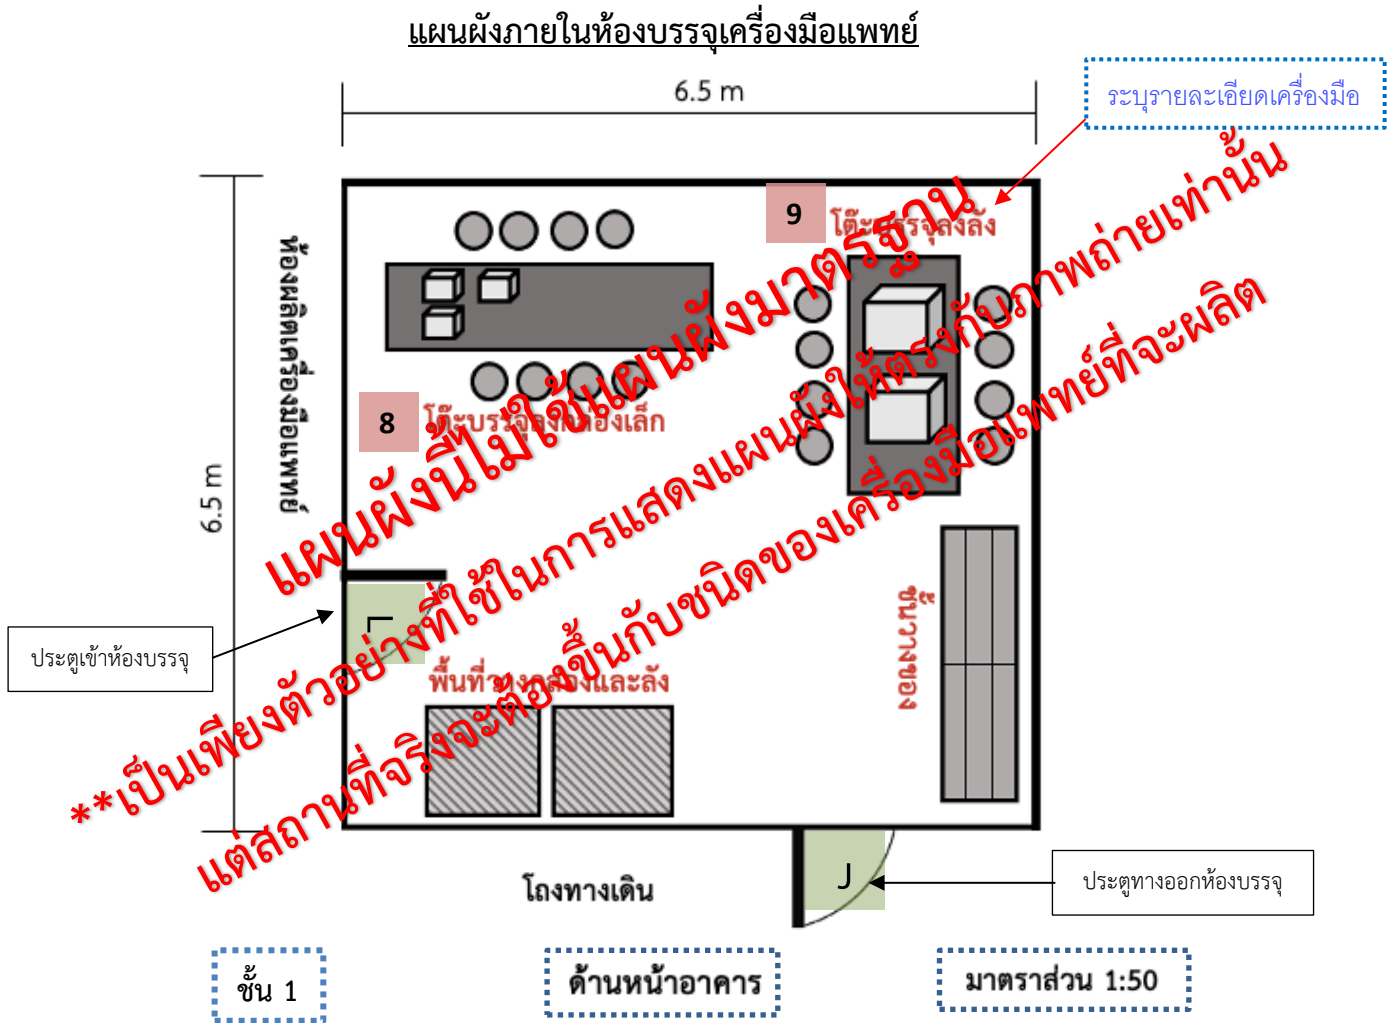 แผนผังภายในห้องบรรจุเครื่องมือแพทย์
6.5 m
ระบุรายละเอียดเครื่องมือ
9
โต๊ะบรรจุลงลัง
ห้องผลิตเครื่องมือแพทย์
6.5 m
8
โต๊ะบรรจุลงกล่องเล็ก
แผนผังนี้ไม่ใช้แผนผังมาตรฐาน
**เป็นเพียงตัวอย่างที่ใช้ในการแสดงแผนผังให้ตรงกับภาพถ่ายเท่านั้น
แต่สถานที่จริงจะต้องขึ้นกับชนิดของเครื่องมือแพทย์ที่จะผลิต
L
ประตูเข้าห้องบรรจุ
ชั้นวางของ
พื้นที่วางกล่องและลัง
J
ประตูทางออกห้องบรรจุ
โถงทางเดิน
ชั้น 1
ด้านหน้าอาคาร
มาตราส่วน 1:50